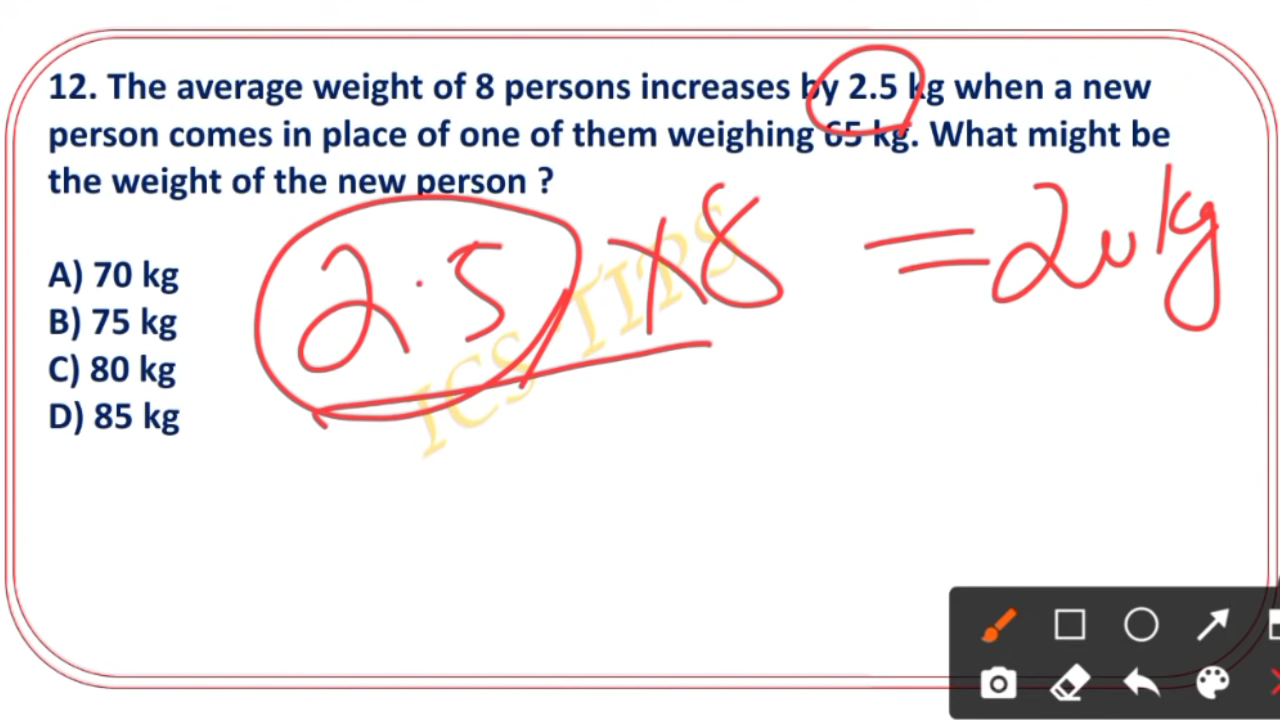 12. The average weight of 8 persons increases by 2.5 kg when a new
person comes in place of one of them weighing 65 kg. What might be
the weight of the new person ?
2.5 x 8 = 20 kg
A) 70 kg
B) 75 kg
C) 80 kg
D) 85 kg
ICS TIPS